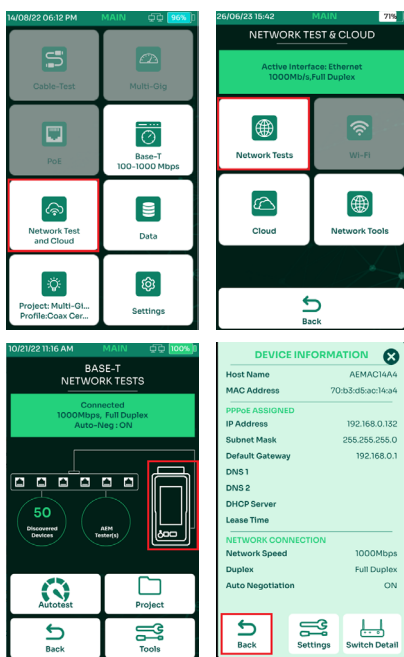 14/08/22 06:12 PM MAIN 96%
Cable-Test
Multi-Gig
PoE
Base-T
100-1000 Mbps
Network Test
and Cloud
Data
Project: Multi-Gi...
Profile:Coax Cer...
Settings
26/06/23 15:42 MAIN 71%
NETWORK TEST & CLOUD
Active Interface: Ethernet
1000Mb/s,Full Duplex
Network Tests
Wi-Fi
Cloud
Network Tools
Back
10/21/22 11:16 AM MAIN 100%
BASE-T
NETWORK TESTS
Connected
1000Mbps, Full Duplex
Auto-Neg : ON
50
Discovered
Devices
AEM
Tester(s)
Autotest
Project
Back
Tools
DEVICE INFORMATION
Host Name AEMAC14A4
MAC Address 70:b3:d5:ac:14:a4
PPPoE ASSIGNED
IP Address 192.168.0.132
Subnet Mask 255.255.255.0
Default Gateway 192.168.0.1
DNS 1
DNS 2
DHCP Server
Lease Time
NETWORK CONNECTION
Network Speed 1000Mbps
Duplex Full Duplex
Auto Negotiation ON
Back
Settings
Switch Detail